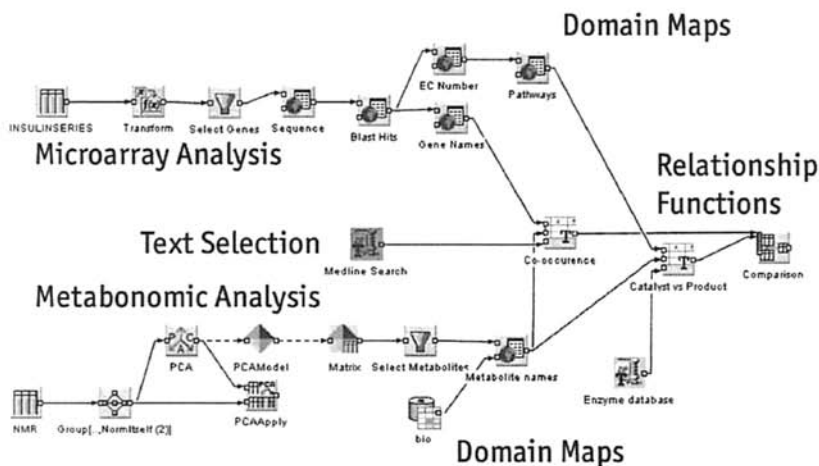 Domain Maps
EC Number
Pathways
INSULINSERIES
Transform
Select Genes
Sequence
Blast Hits
Gene Names
Microarray Analysis
Relationship
Functions
Text Selection
Medline Search
Co-occurence
Catalyst vs Product
Comparison
Metabonomic Analysis
PCA
PCAModel
Matrix
Select Metabolites
Metabolite names
Enzyme database
NMR
Group[..,NormItself (2)]
PCAApply
bio
Domain Maps